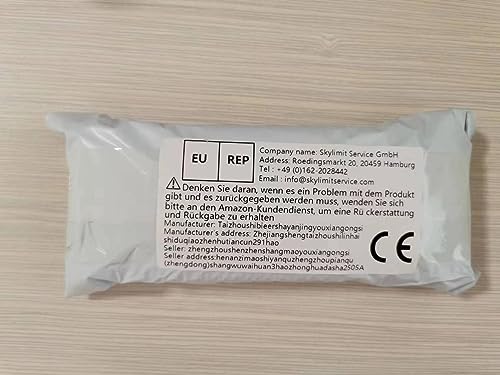 EU REP
Company name: Skylimit Service GmbH
Address: Roedingsmarkt 20, 20459 Hamburg
Tel : +49 (0)162-2028442
Email : info@skylimitservice.com
⚠ Denken Sie daran, wenn es ein Problem mit dem Produkt
gibt und es zurückgegeben werden muss, wenden Sie sich
bitte an den Amazon-Kundendienst, um eine Rü ckerstattung
und Rückgabe zu erhalten
Manufacturer: Taizhoushibieershayanjingyouxiangongsi
Manufacturer's address: Zhejiangshengtaizhoushilinhai
shiduqiaozhenhutiancun291hao
Seller: zhengzhoushenzhenshangmaoyouxiangongsi
Seller address:henanzimaoshiyanquzhengzhoupianqu
(zhengdong)shangwuwaihuan3haozhonghuadasha2505A
CE